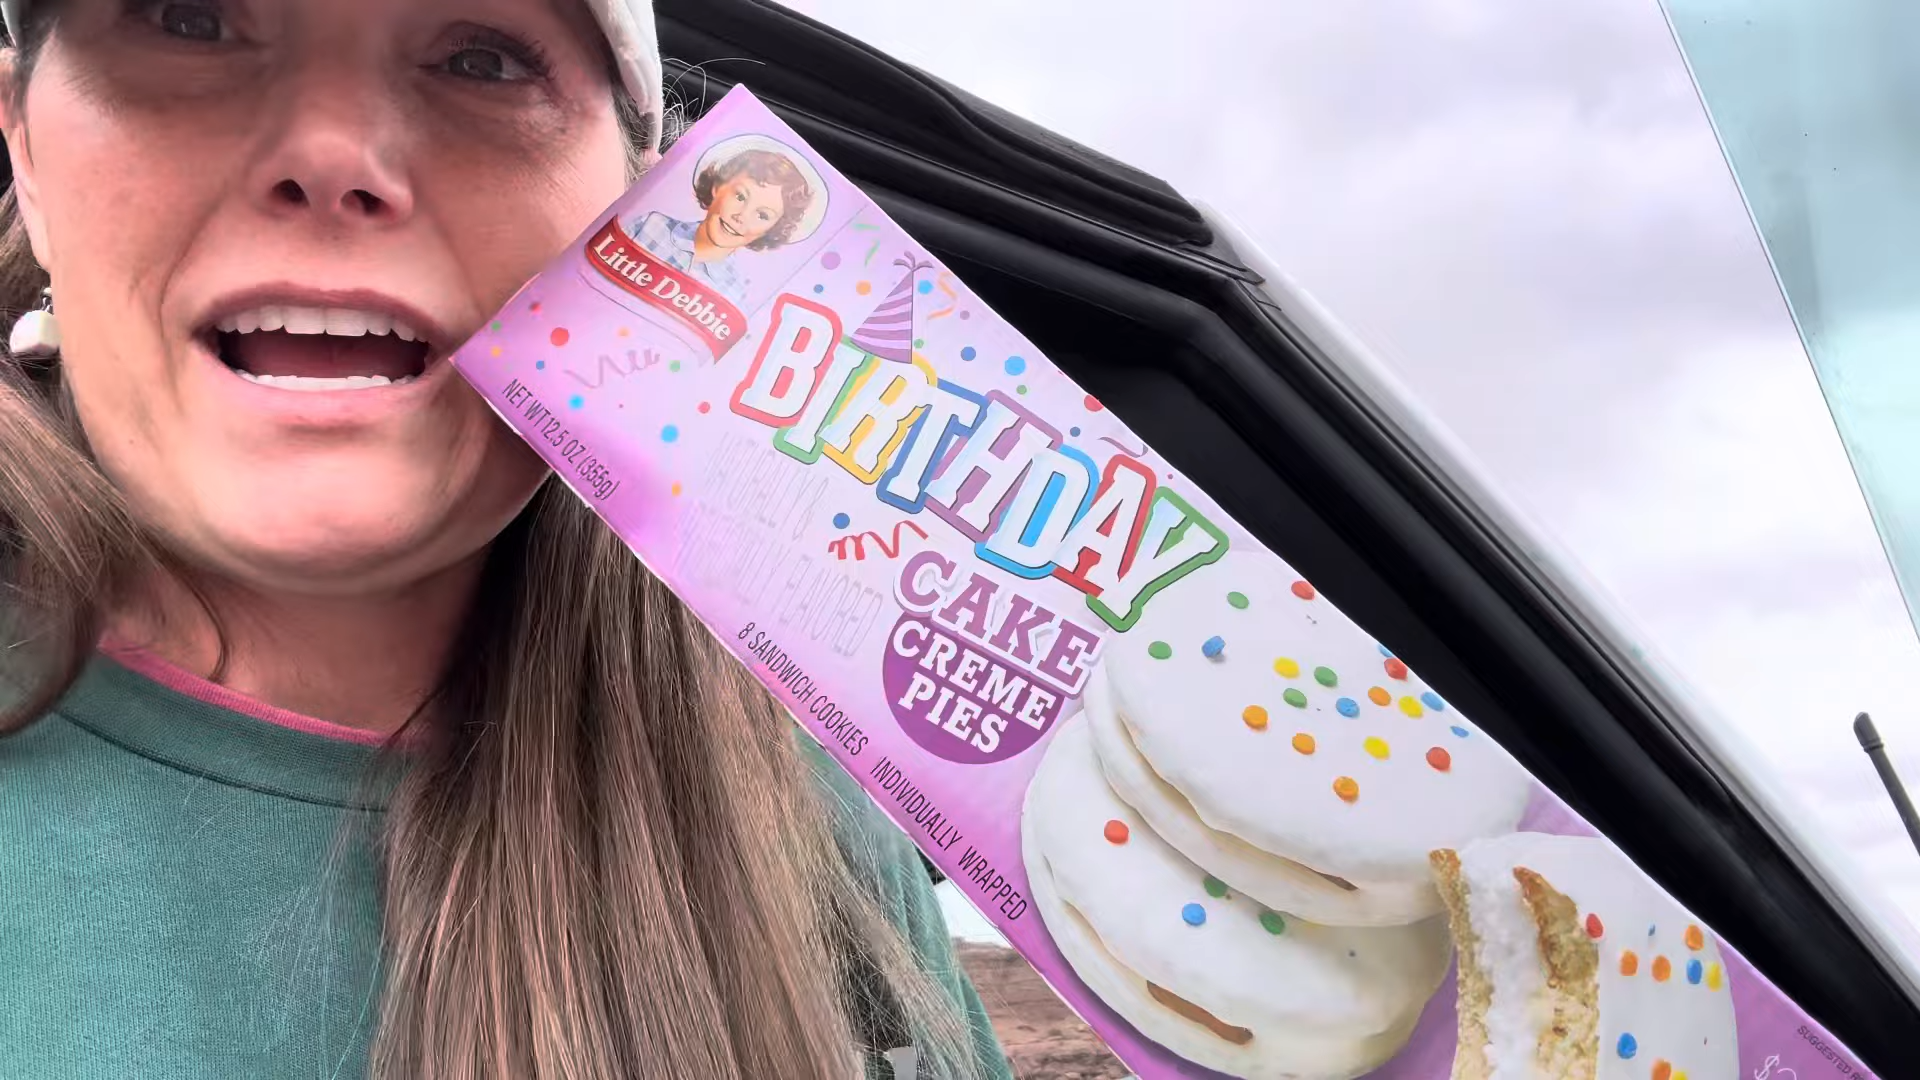 Little Debbie
BIRTHDAY
CAKE
CREME
PIES
NET WT 12.5 OZ (355g)
NATURALLY &
ARTIFICIALLY FLAVORED
8 SANDWICH COOKIES INDIVIDUALLY WRAPPED
SUGGESTED